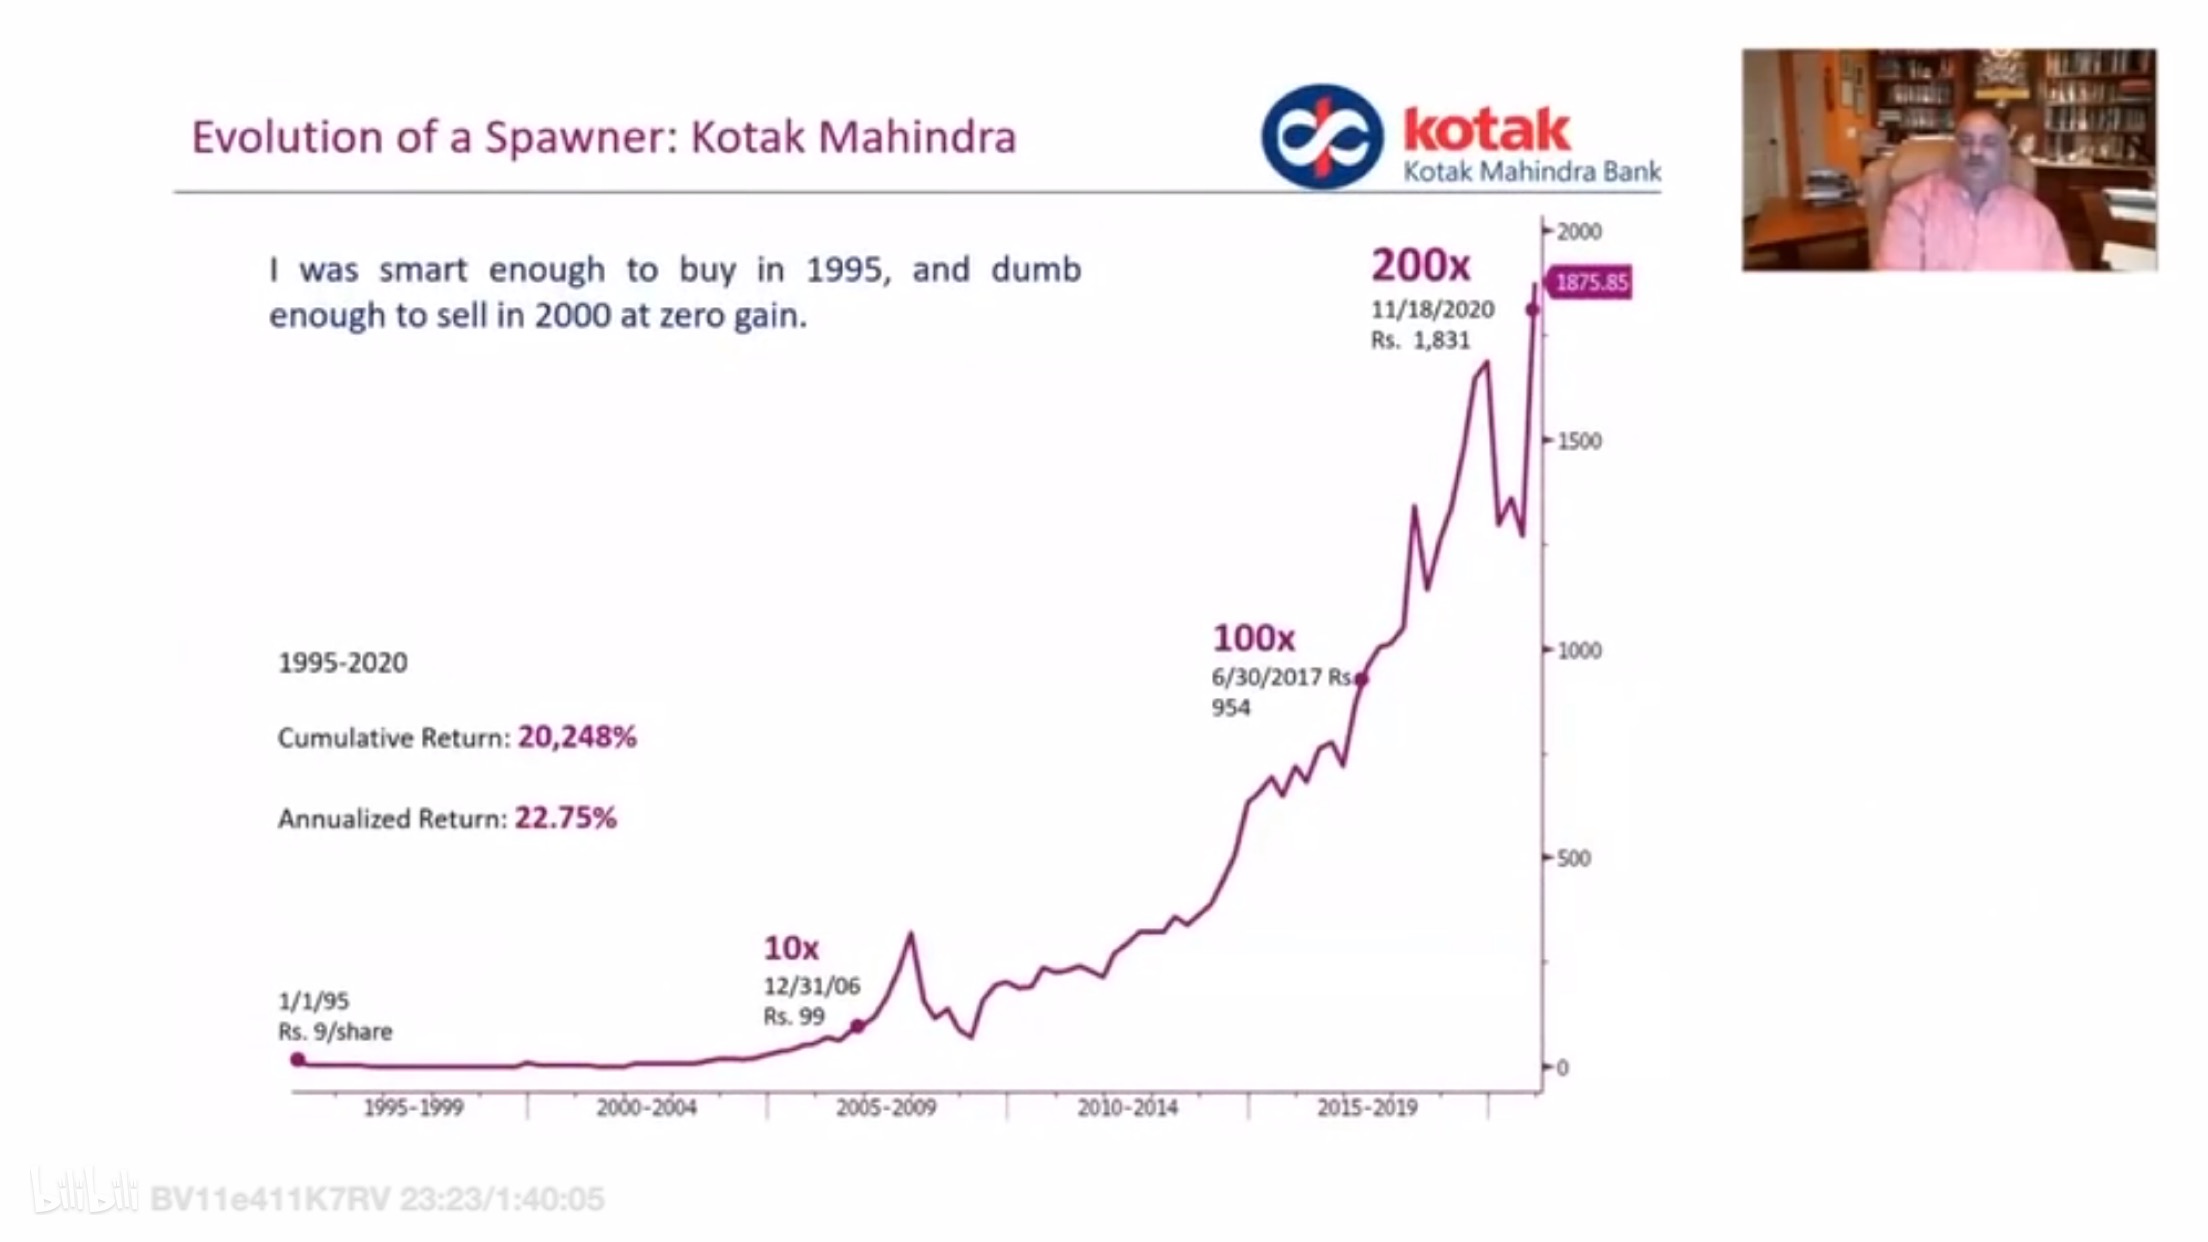 Evolution of a Spawner: Kotak Mahindra
kotak
Kotak Mahindra Bank
I was smart enough to buy in 1995, and dumb
enough to sell in 2000 at zero gain.
200x
11/18/2020
Rs. 1,831
2000
1875.85
1500
100x
6/30/2017 Rs.
954
1000
1995-2020
Cumulative Return: 20,248%
Annualized Return: 22.75%
500
10x
12/31/06
Rs. 99
1/1/95
Rs. 9/share
0
1995-1999
2000-2004
2005-2009
2010-2014
2015-2019
bilibili BV11e411K7RV 23:23/1:40:05